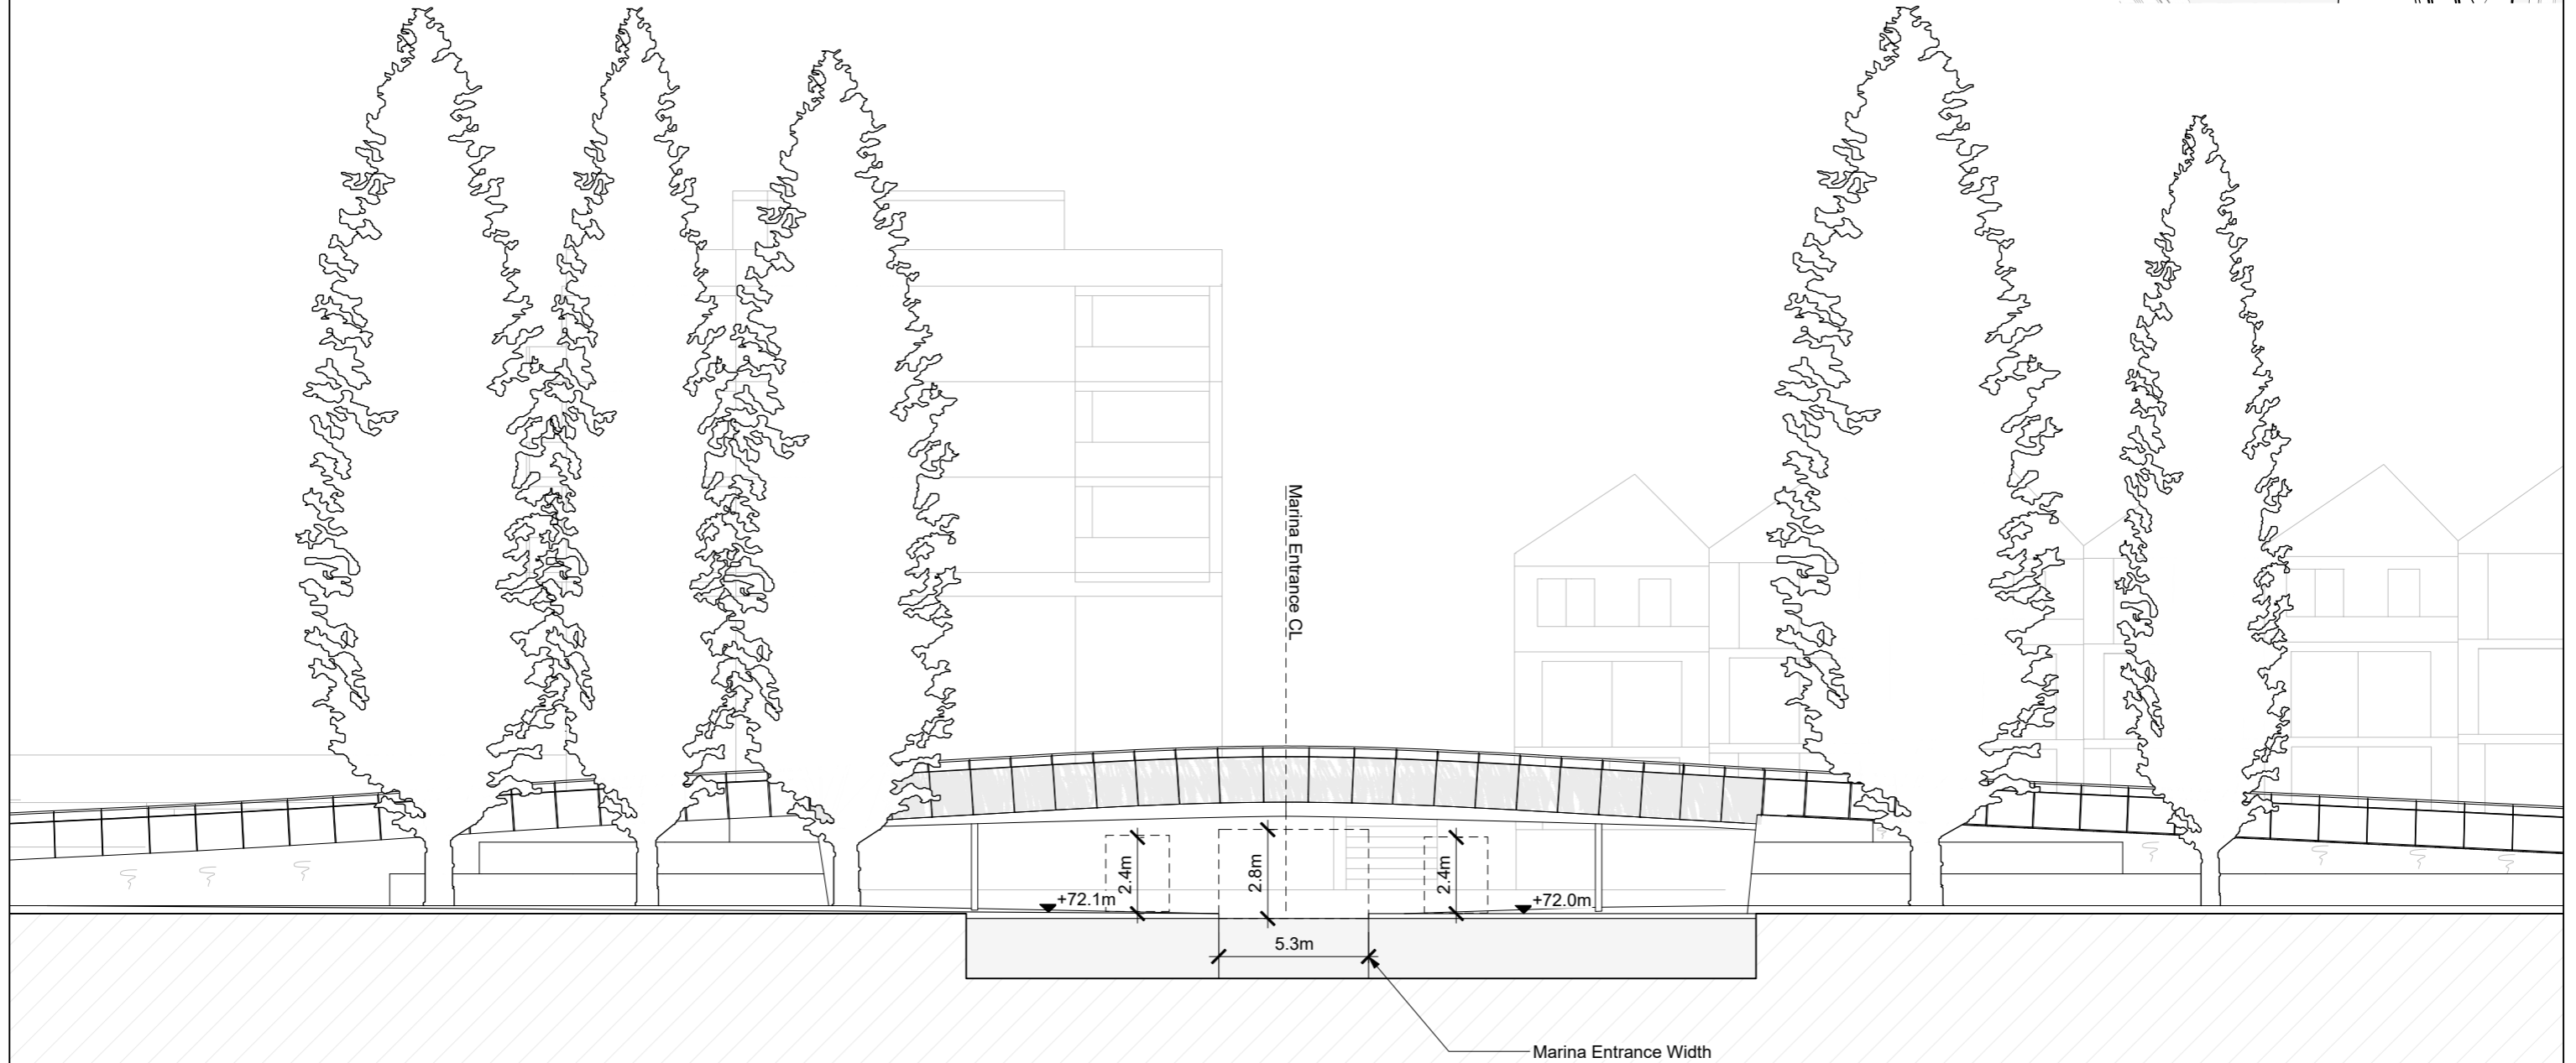 Marina Entrance CL
2.4m
2.8m
2.4m
+72.1m
+72.0m
5.3m
Marina Entrance Width